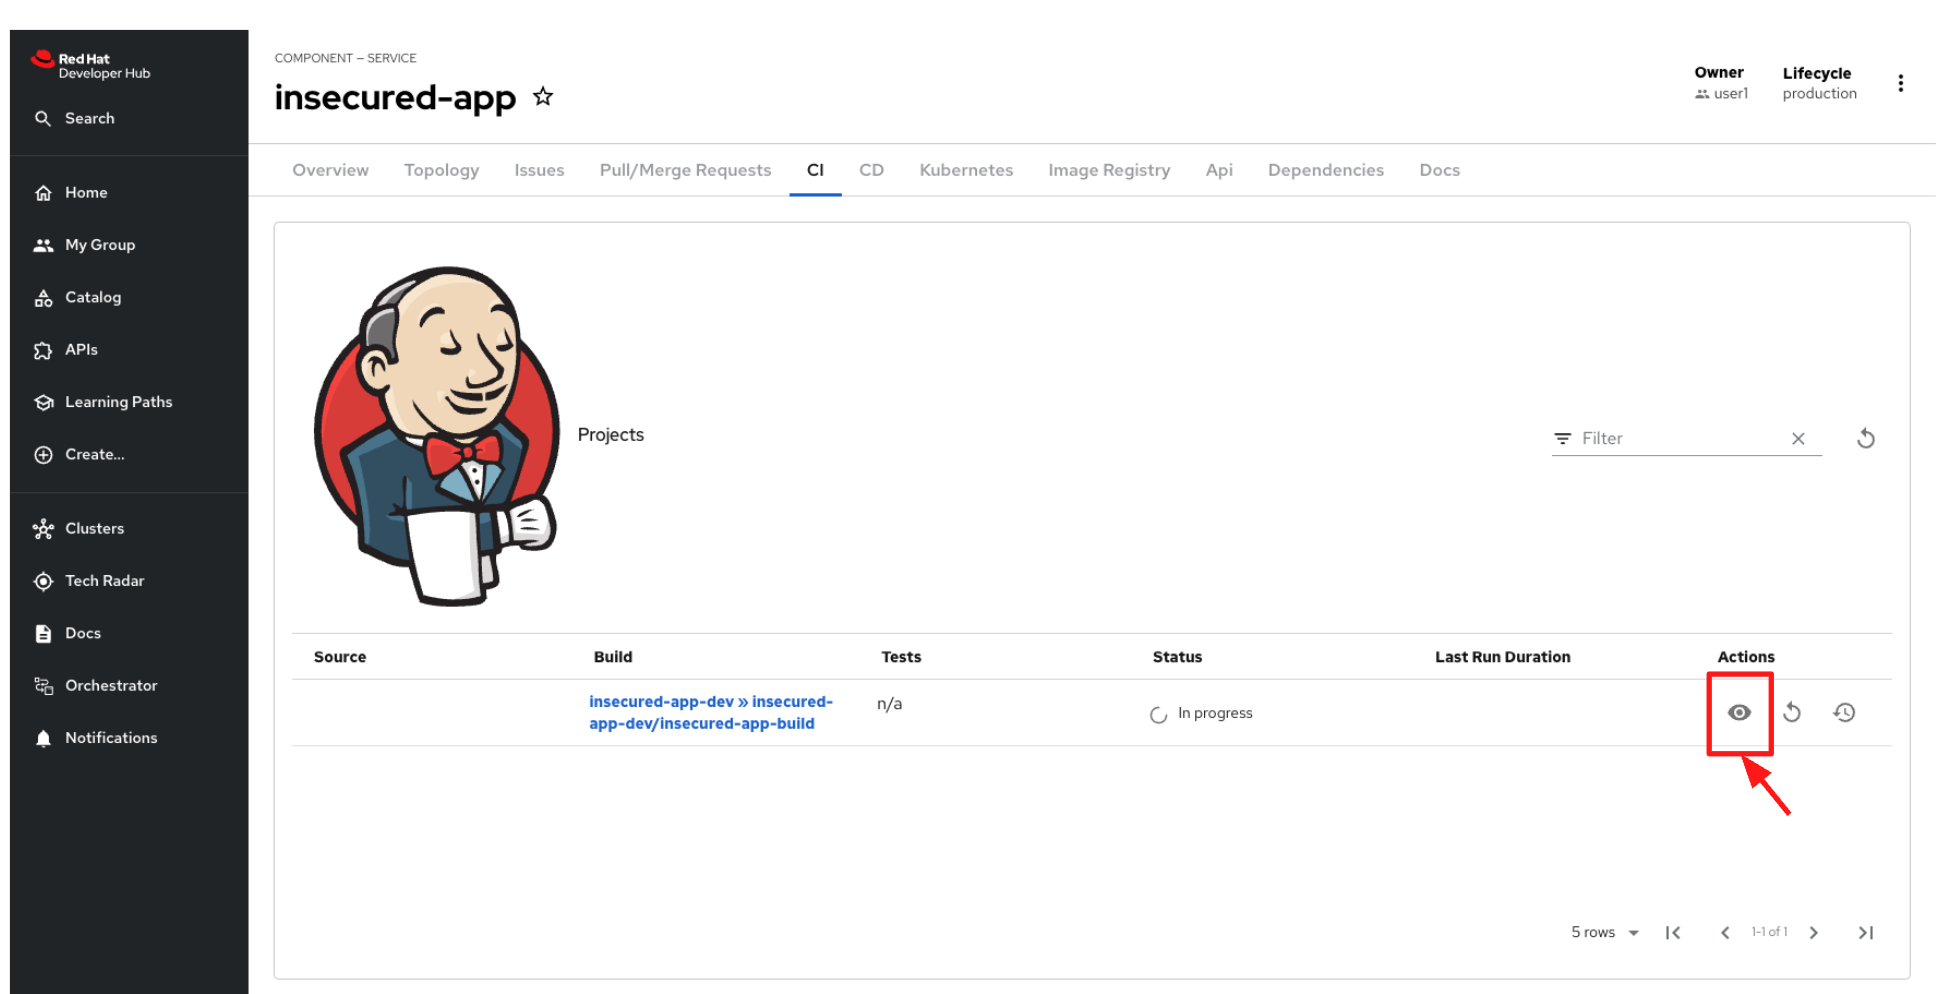 Red Hat
Developer Hub
Search
Home
My Group
Catalog
APIs
Learning Paths
Create...
Clusters
Tech Radar
Docs
Orchestrator
Notifications
COMPONENT — SERVICE
insecured-app
Owner
user1
Lifecycle
production
Overview Topology Issues Pull/Merge Requests CI CD Kubernetes Image Registry Api Dependencies Docs
Projects
Filter
Source Build Tests Status Last Run Duration Actions
insecured-app-dev » insecured-
app-dev/insecured-app-build
n/a
In progress
5 rows
1-1 of 1